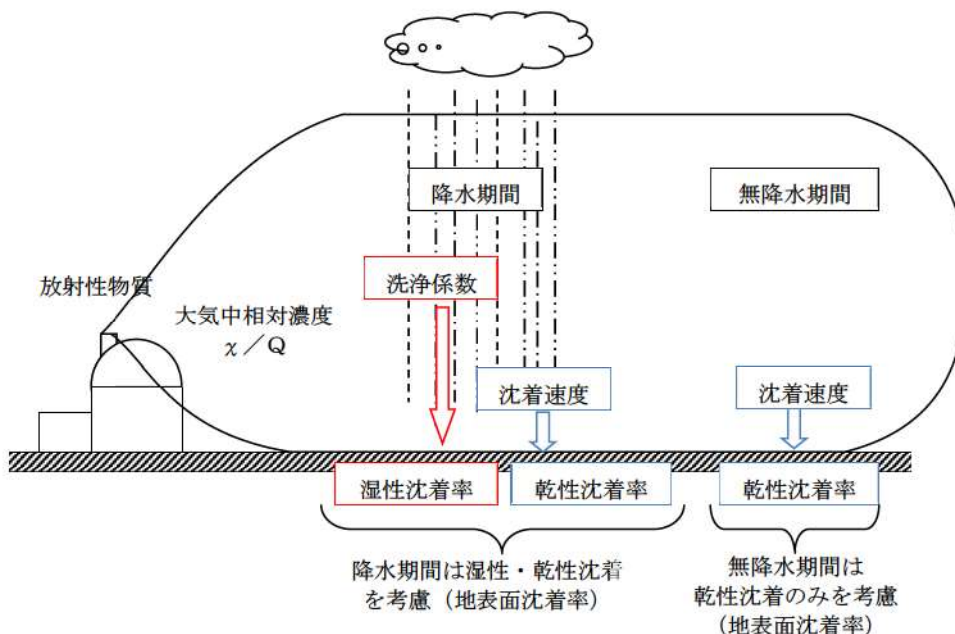 降水期間
無降水期間
放射性物質
洗浄係数
大気中相対濃度
χ／Q
沈着速度
沈着速度
湿性沈着率
乾性沈着率
乾性沈着率
降水期間は湿性・乾性沈着
を考慮（地表面沈着率）
無降水期間は
乾性沈着のみを考慮
（地表面沈着率）